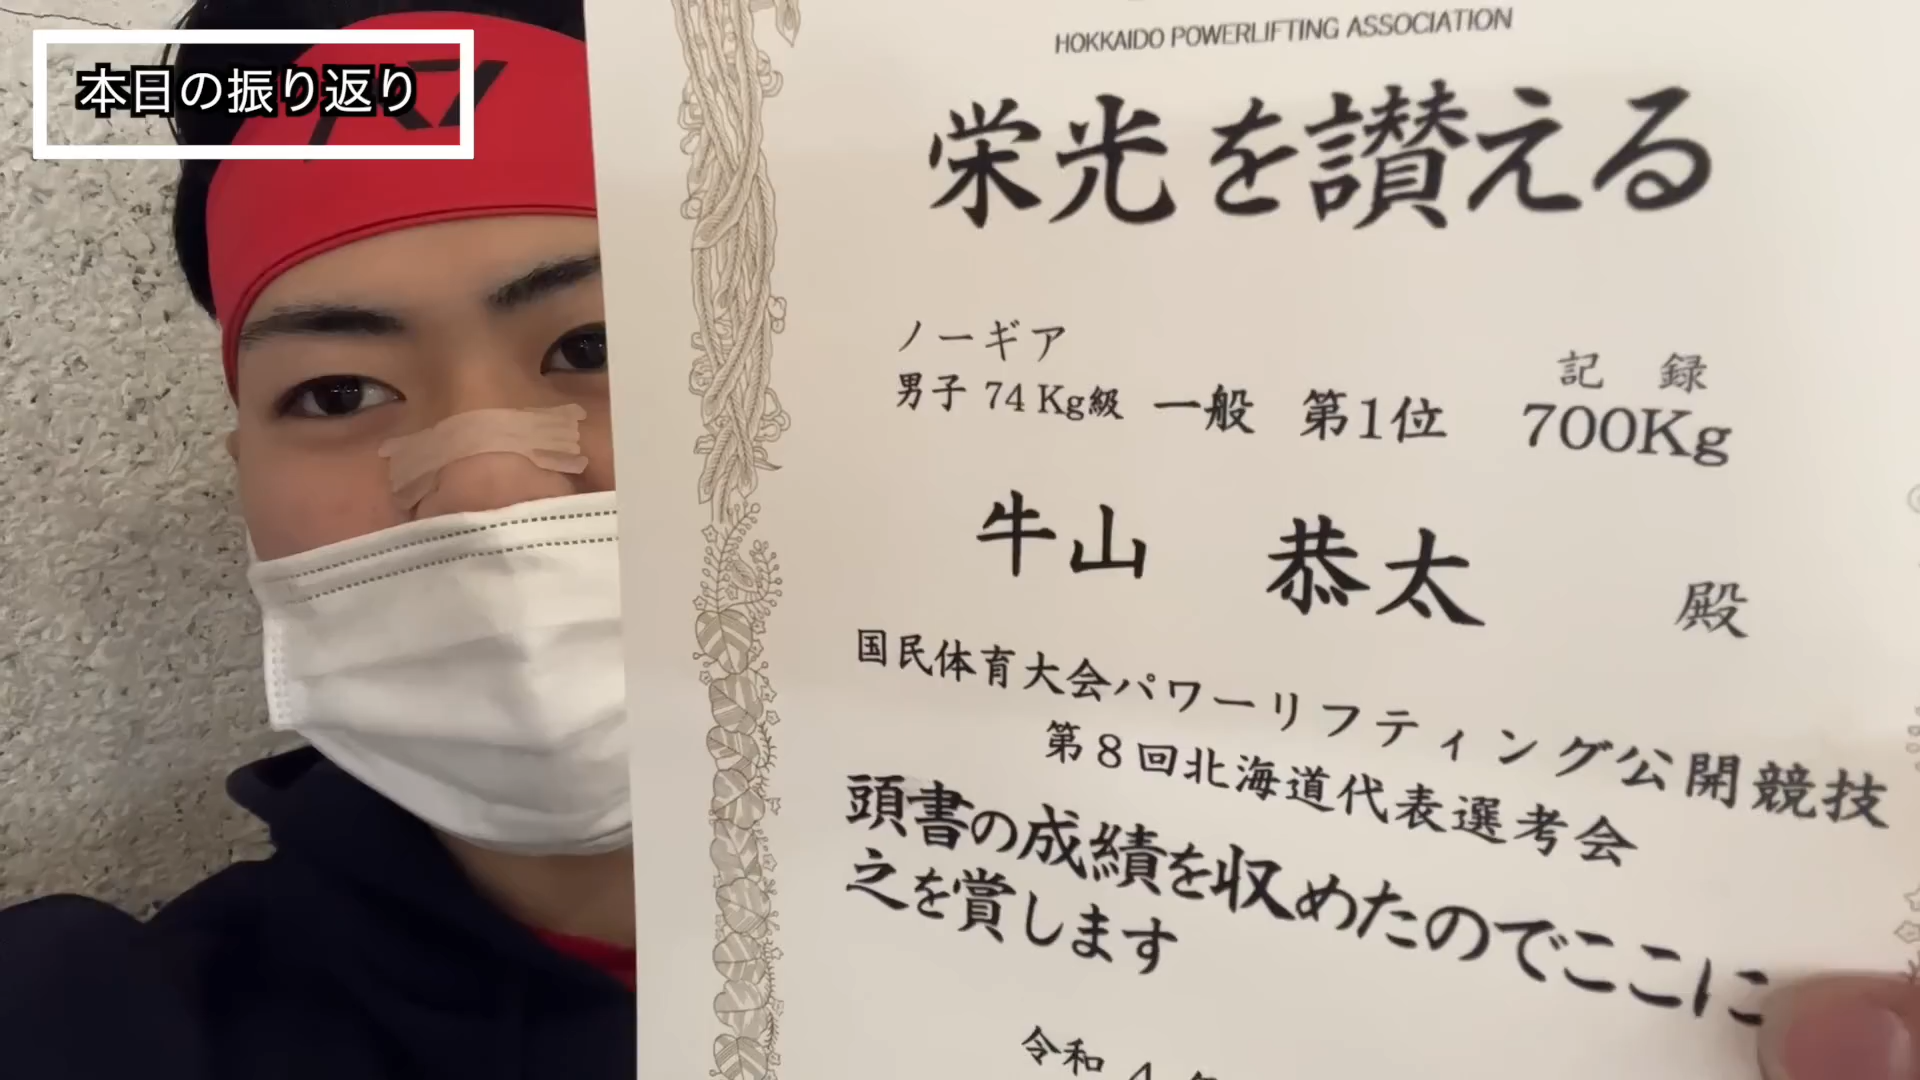 本日の振り返り
HOKKAIDO POWERLIFTING ASSOCIATION
栄光を讃える
ノーギア
男子 74 Kg級 一般 第1位
記 録
700Kg
牛山 恭太 殿
国民体育大会パワーリフティング公開競技
第8回北海道代表選考会
頭書の成績を収めたのでここに
之を賞します
令和 4